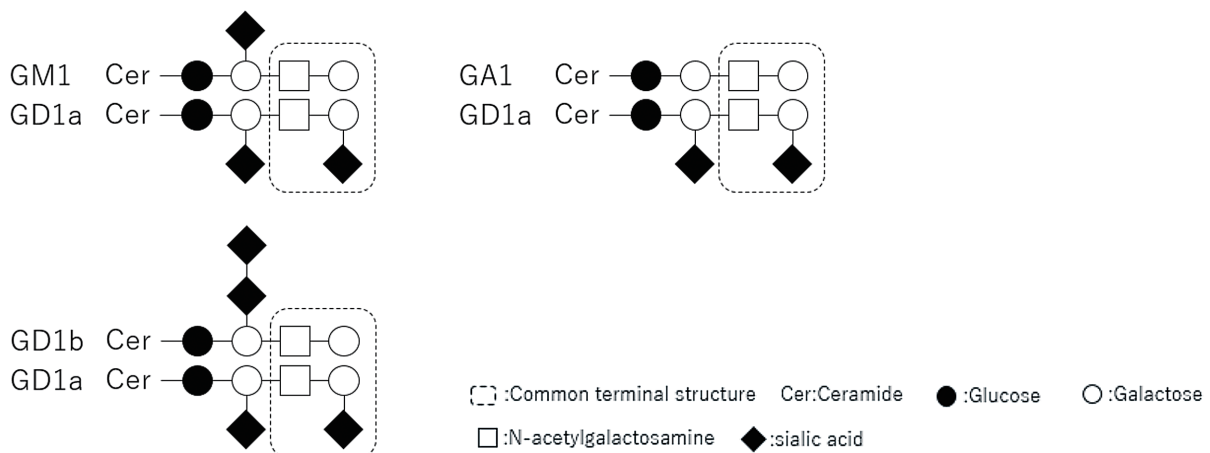 GM1 Cer
GD1a Cer
GA1 Cer
GD1a Cer
GD1b Cer
GD1a Cer
:Common terminal structure Cer:Ceramide :Glucose :Galactose
:N-acetylgalactosamine :sialic acid